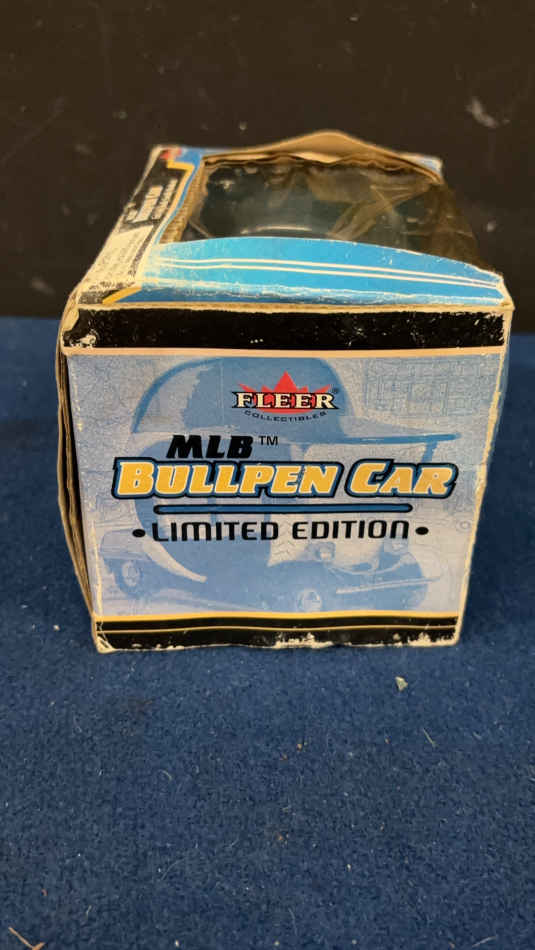 FLEER®
COLLECTIBLES
MLB™
BULLPEN CAR
•LIMITED EDITION•